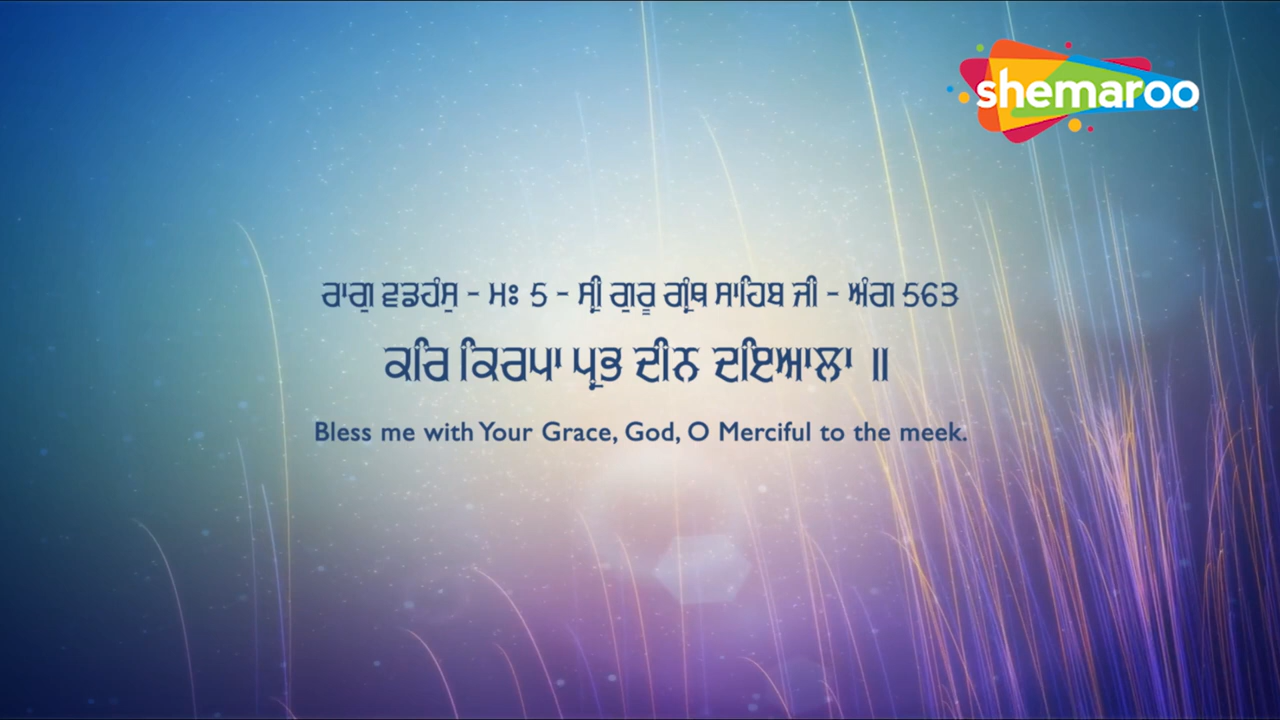 shemaroo
ਰਾਗੁ ਵਡਹੰਸੁ - ਮਃ 5 - ਸ੍ਰੀ ਗੁਰੂ ਗ੍ਰੰਥ ਸਾਹਿਬ ਜੀ - ਅੰਗ 563
ਕਰਿ ਕਿਰਪਾ ਪ੍ਰਭ ਦੀਨ ਦਇਆਲਾ ॥
Bless me with Your Grace, God, O Merciful to the meek.